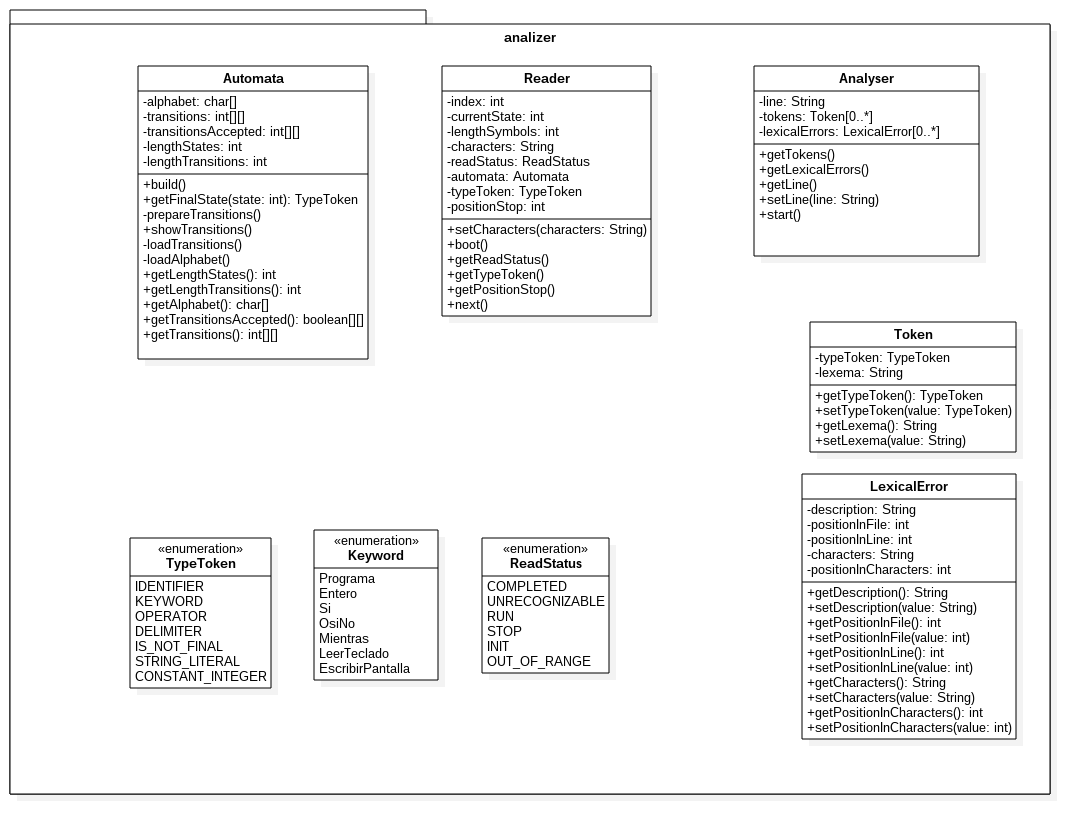 analizer
Automata
-alphabet: char[]
-transitions: int[][]
-transitionsAccepted: int[][]
-lengthStates: int
-lengthTransitions: int
+build()
+getFinalState(state: int): TypeToken
-prepareTransitions()
+showTransitions()
-loadTransitions()
-loadAlphabet()
+getLengthStates(): int
+getLengthTransitions(): int
+getAlphabet(): char[]
+getTransitionsAccepted(): boolean[][]
+getTransitions(): int[][]
Reader
-index: int
-currentState: int
-lengthSymbols: int
-characters: String
-readStatus: ReadStatus
-automata: Automata
-typeToken: TypeToken
-positionStop: int
+setCharacters(characters: String)
+boot()
+getReadStatus()
+getTypeToken()
+getPositionStop()
+next()
Analyser
-line: String
-tokens: Token[0..*]
-lexicalErrors: LexicalError[0..*]
+getTokens()
+getLexicalErrors()
+getLine()
+setLine(line: String)
+start()
Token
-typeToken: TypeToken
-lexema: String
+getTypeToken(): TypeToken
+setTypeToken(value: TypeToken)
+getLexema(): String
+setLexema(value: String)
LexicalError
-description: String
-positionInFile: int
-positionInLine: int
-characters: String
-positionInCharacters: int
+getDescription(): String
+setDescription(value: String)
+getPositionInFile(): int
+setPositionInFile(value: int)
+getPositionInLine(): int
+setPositionInLine(value: int)
+getCharacters(): String
+setCharacters(value: String)
+getPositionInCharacters(): int
+setPositionInCharacters(value: int)
«enumeration»
TypeToken
IDENTIFIER
KEYWORD
OPERATOR
DELIMITER
IS_NOT_FINAL
STRING_LITERAL
CONSTANT_INTEGER
«enumeration»
Keyword
Programa
Entero
Si
OsiNo
Mientras
LeerTeclado
EscribirPantalla
«enumeration»
ReadStatus
COMPLETED
UNRECOGNIZABLE
RUN
STOP
INIT
OUT_OF_RANGE